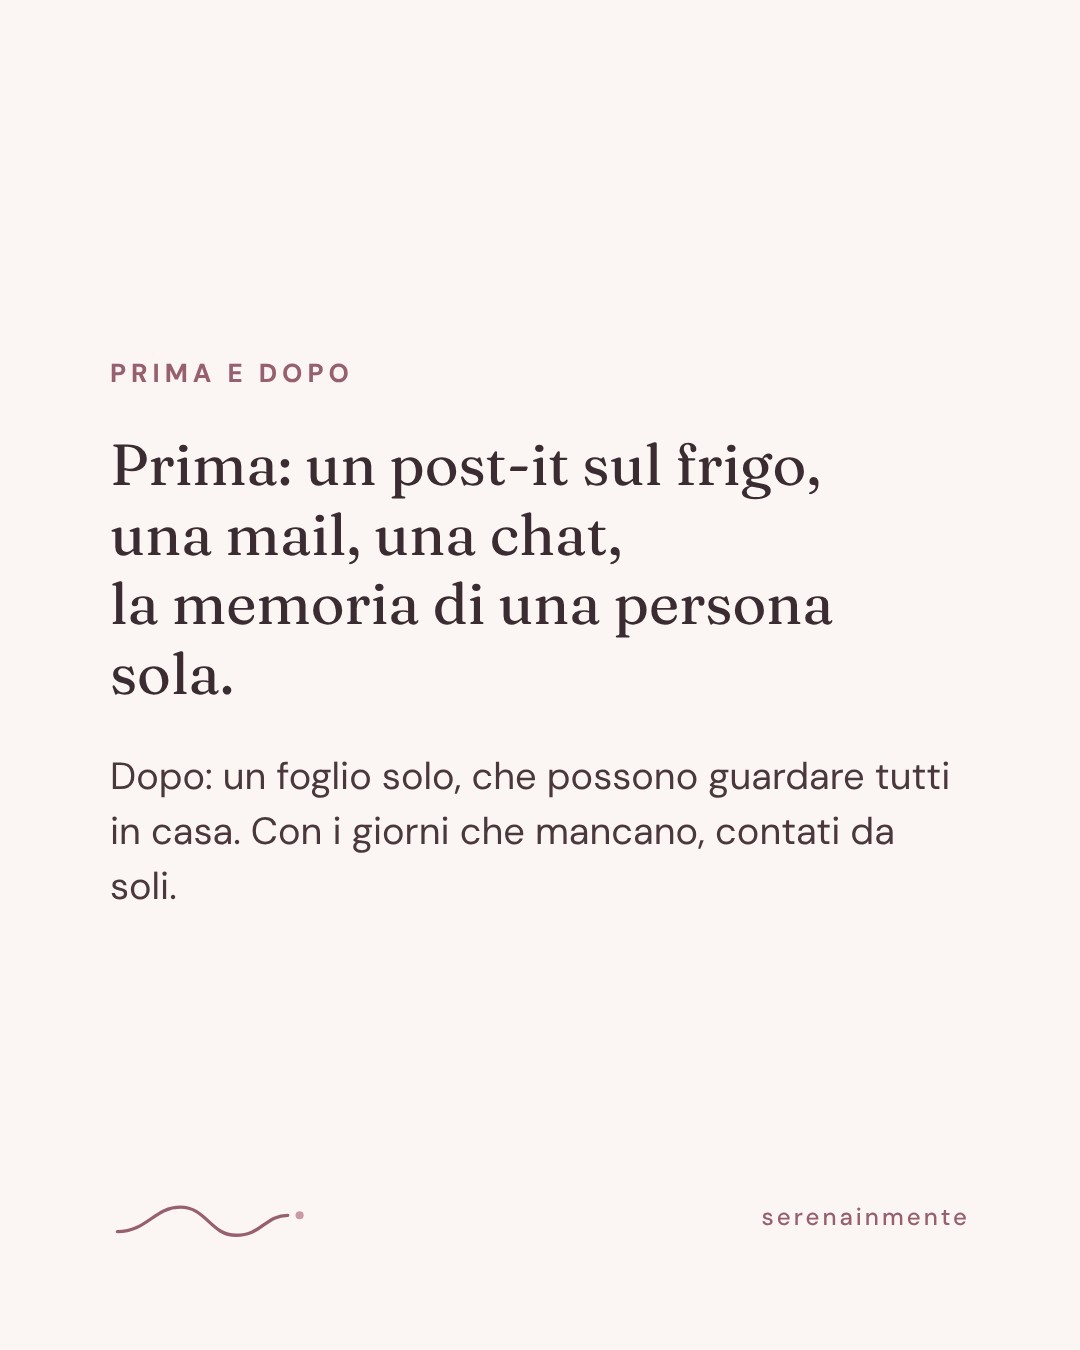 PRIMA E DOPO
Prima: un post-it sul frigo,
una mail, una chat,
la memoria di una persona
sola.
Dopo: un foglio solo, che possono guardare tutti
in casa. Con i giorni che mancano, contati da
soli.
serenainmente